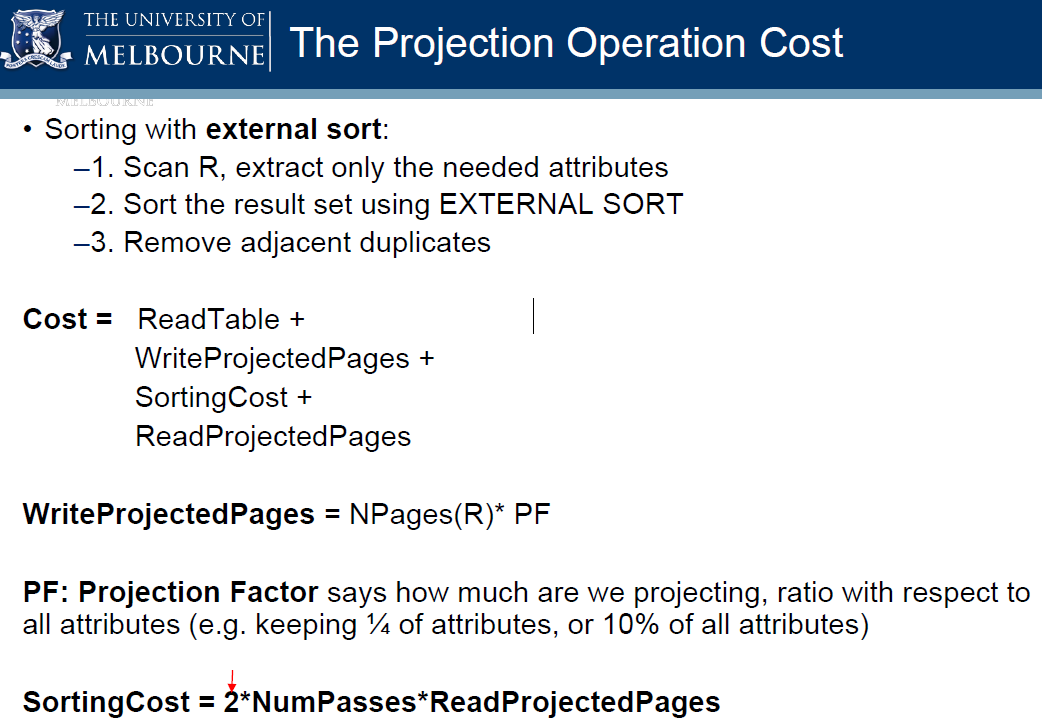 THE UNIVERSITY OF
MELBOURNE
The Projection Operation Cost
MELBOURNE
• Sorting with external sort:
–1. Scan R, extract only the needed attributes
–2. Sort the result set using EXTERNAL SORT
–3. Remove adjacent duplicates
Cost = ReadTable +
WriteProjectedPages +
SortingCost +
ReadProjectedPages
WriteProjectedPages = NPages(R)* PF
PF: Projection Factor says how much are we projecting, ratio with respect to
all attributes (e.g. keeping ¼ of attributes, or 10% of all attributes)
SortingCost = 2*NumPasses*ReadProjectedPages